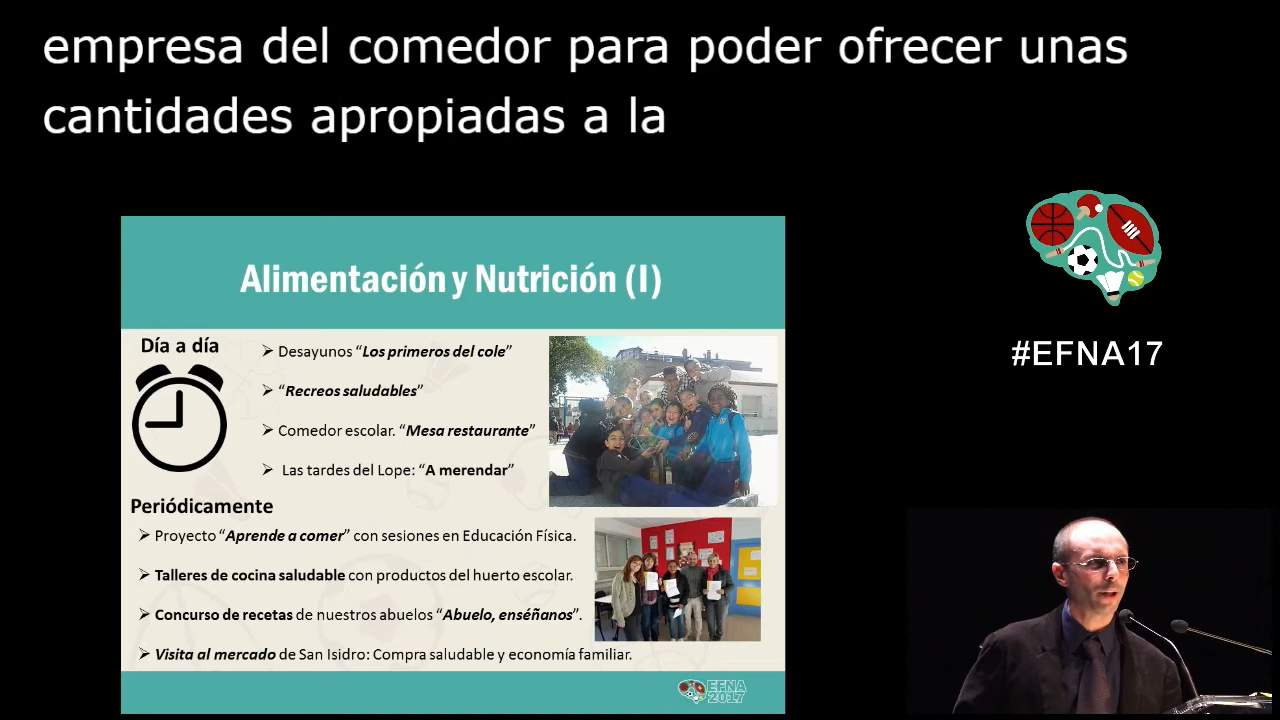 empresa del comedor para poder ofrecer unas
cantidades apropiadas a la
Alimentación y Nutrición (I)
Día a día
➢ Desayunos “Los primeros del cole”
➢ “Recreos saludables”
➢ Comedor escolar. “Mesa restaurante”
➢ Las tardes del Lope: “A merendar”
Periódicamente
➢ Proyecto “Aprende a comer” con sesiones en Educación Física.
➢ Talleres de cocina saludable con productos del huerto escolar.
➢ Concurso de recetas de nuestros abuelos “Abuelo, enséñanos”.
➢ Visita al mercado de San Isidro: Compra saludable y economía familiar.
EFNA
2017
#EFNA17